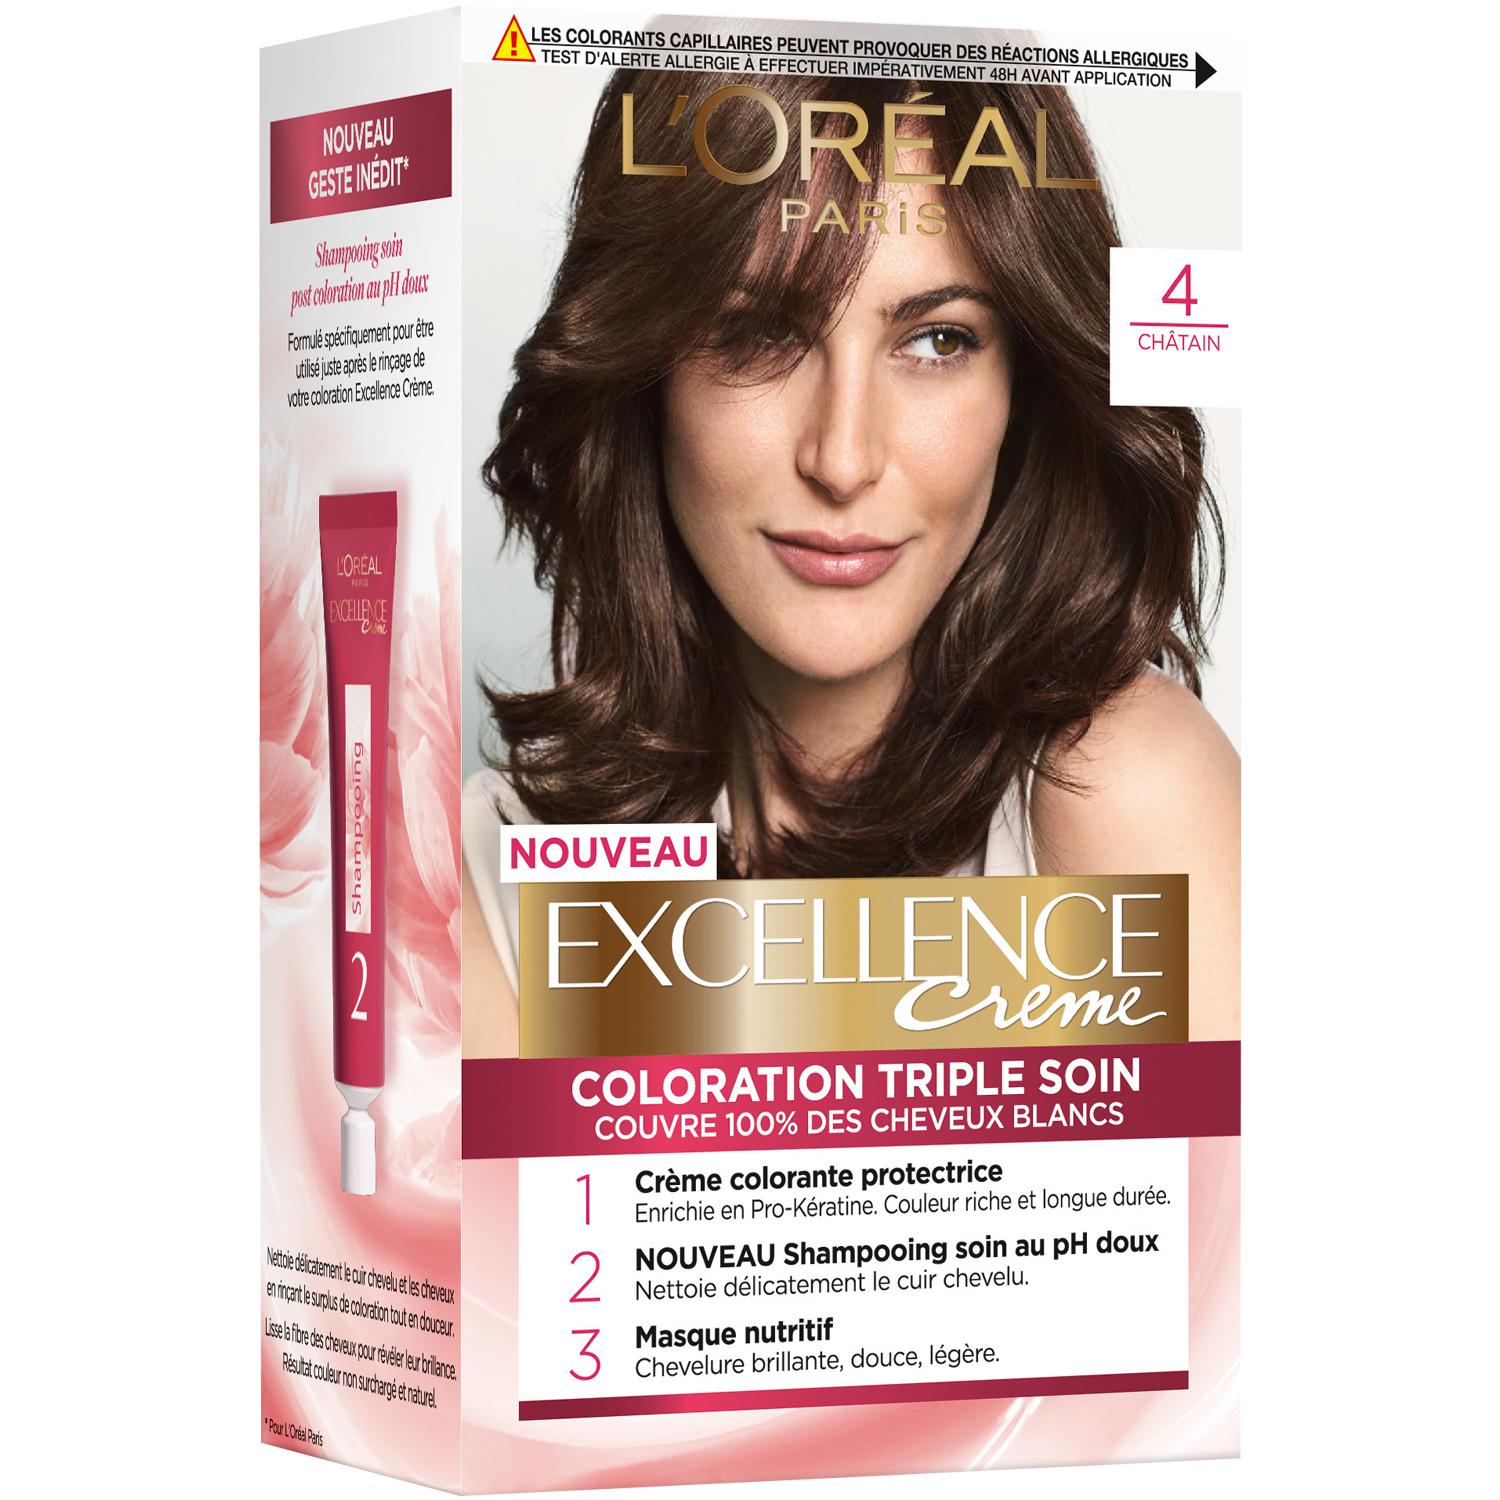 NOUVEAU
GESTE INÉDIT*
Shampooing soin
post coloration au pH doux
Formulé spécifiquement pour être
utilisé juste après le rinçage de
votre coloration Excellence Crème.
L'ORÉAL
PARIS
EXCELLENCE
Creme
Shampooing
2
Nettoie délicatement le cuir chevelu et les cheveux
en rinçant le surplus de coloration tout en douceur.
Lisse la fibre des cheveux pour révéler leur brillance.
Résultat couleur non surchargé et naturel.
* Pour L'Oréal Paris
LES COLORANTS CAPILLAIRES PEUVENT PROVOQUER DES RÉACTIONS ALLERGIQUES
TEST D'ALERTE ALLERGIE À EFFECTUER IMPÉRATIVEMENT 48H AVANT APPLICATION
L'ORÉAL
PARiS
4
CHÂTAIN
NOUVEAU
EXCELLENCE
Creme
COLORATION TRIPLE SOIN
COUVRE 100% DES CHEVEUX BLANCS
1 Crème colorante protectrice
Enrichie en Pro-Kératine. Couleur riche et longue durée.
2 NOUVEAU Shampooing soin au pH doux
Nettoie délicatement le cuir chevelu.
3 Masque nutritif
Chevelure brillante, douce, légère.